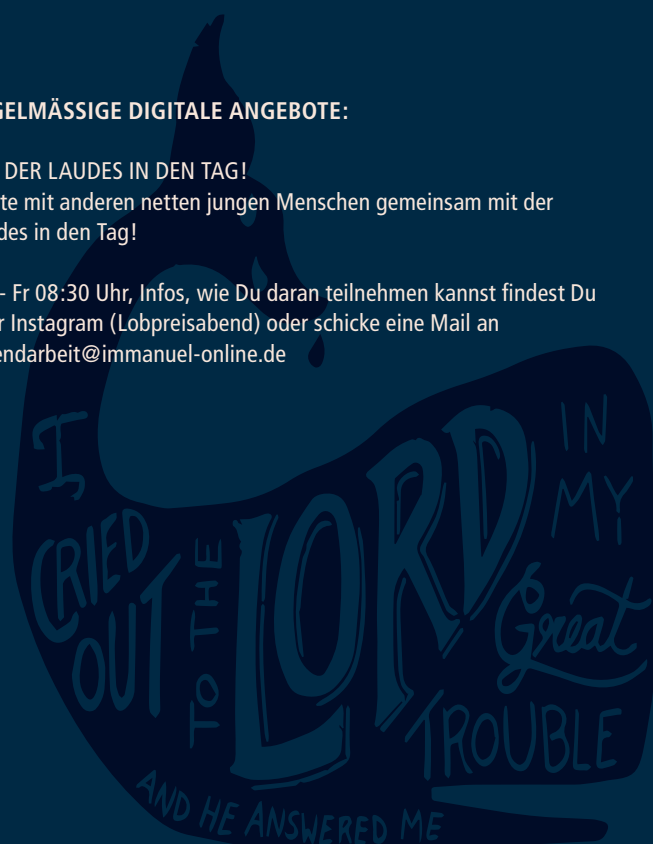 GELMÄSSIGE DIGITALE ANGEBOTE:
DER LAUDES IN DEN TAG!
te mit anderen netten jungen Menschen gemeinsam mit der
des in den Tag!
- Fr 08:30 Uhr, Infos, wie Du daran teilnehmen kannst findest Du
r Instagram (Lobpreisabend) oder schicke eine Mail an
endarbeit@immanuel-online.de
I
CRIED
OUT
TO THE
LORD
IN
MY
Great
TROUBLE
AND HE ANSWERED ME